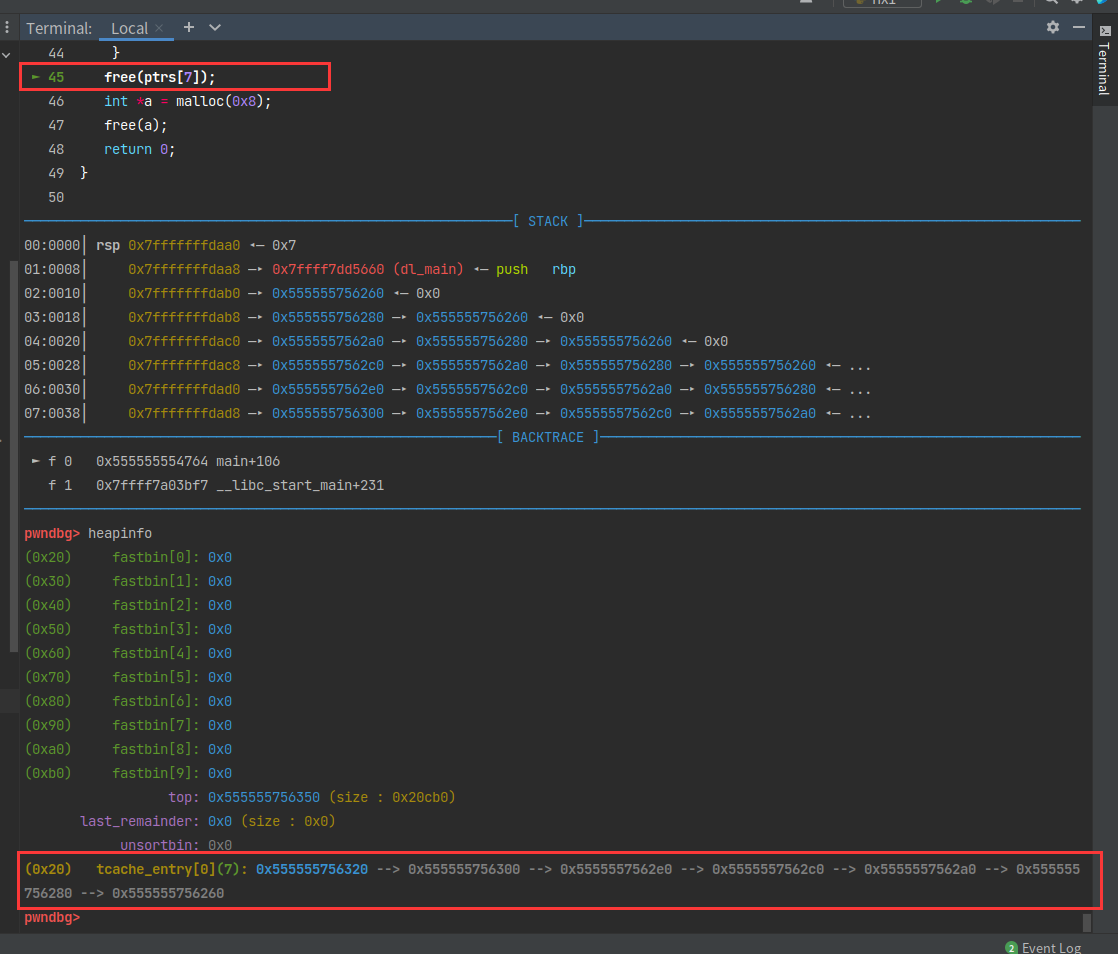 Terminal: Local × + 
Terminal
44 }
► 45 free(ptrs[7]);
46 int *a = malloc(0x8);
47 free(a);
48 return 0;
49 }
50
[ STACK ]
00:0000│ rsp 0x7fffffffdaa0 ◂— 0x7
01:0008│ 0x7fffffffdaa8 —▸ 0x7ffff7dd5660 (dl_main) ◂— push rbp
02:0010│ 0x7fffffffdab0 —▸ 0x555555756260 ◂— 0x0
03:0018│ 0x7fffffffdab8 —▸ 0x555555756280 —▸ 0x555555756260 ◂— 0x0
04:0020│ 0x7fffffffdac0 —▸ 0x5555557562a0 —▸ 0x555555756280 —▸ 0x555555756260 ◂— 0x0
05:0028│ 0x7fffffffdac8 —▸ 0x5555557562c0 —▸ 0x5555557562a0 —▸ 0x555555756280 —▸ 0x555555756260 ◂— ...
06:0030│ 0x7fffffffdad0 —▸ 0x5555557562e0 —▸ 0x5555557562c0 —▸ 0x5555557562a0 —▸ 0x555555756280 ◂— ...
07:0038│ 0x7fffffffdad8 —▸ 0x555555756300 —▸ 0x5555557562e0 —▸ 0x5555557562c0 —▸ 0x5555557562a0 ◂— ...
[ BACKTRACE ]
► f 0 0x555555554764 main+106
f 1 0x7ffff7a03bf7 __libc_start_main+231
pwndbg> heapinfo
(0x20) fastbin[0]: 0x0
(0x30) fastbin[1]: 0x0
(0x40) fastbin[2]: 0x0
(0x50) fastbin[3]: 0x0
(0x60) fastbin[4]: 0x0
(0x70) fastbin[5]: 0x0
(0x80) fastbin[6]: 0x0
(0x90) fastbin[7]: 0x0
(0xa0) fastbin[8]: 0x0
(0xb0) fastbin[9]: 0x0
top: 0x555555756350 (size : 0x20cb0)
last_remainder: 0x0 (size : 0x0)
unsortbin: 0x0
(0x20) tcache_entry[0](7): 0x555555756320 --> 0x555555756300 --> 0x5555557562e0 --> 0x5555557562c0 --> 0x5555557562a0 --> 0x555555
756280 --> 0x555555756260
pwndbg>
2 Event Log